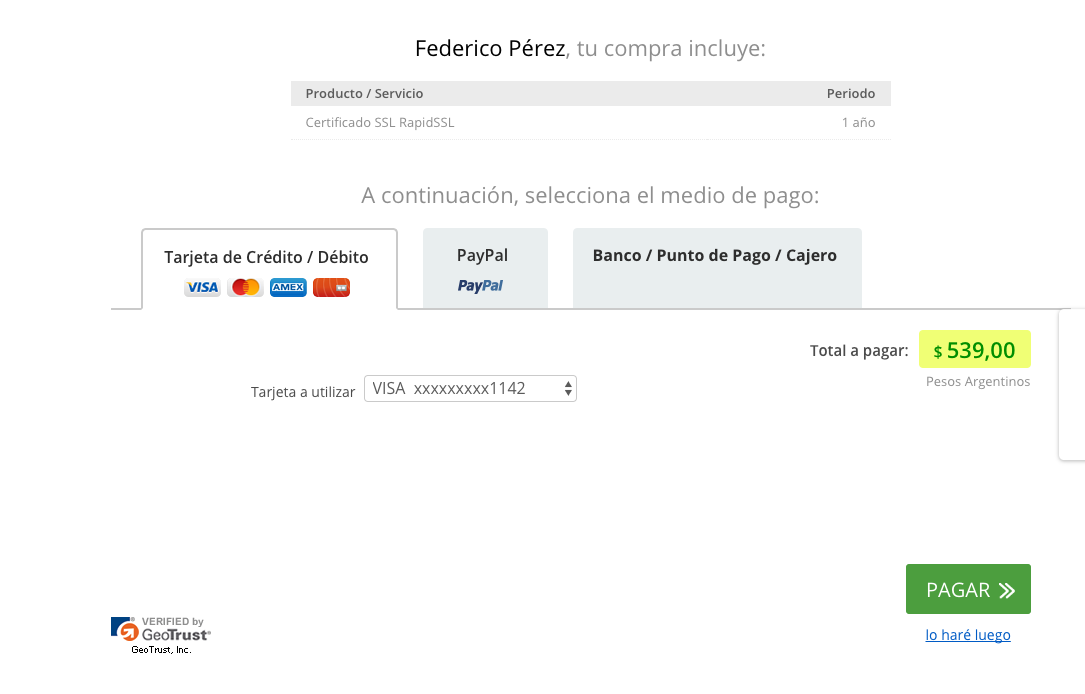 Federico Pérez, tu compra incluye:
Producto / Servicio Periodo
Certificado SSL RapidSSL 1 año
A continuación, selecciona el medio de pago:
Tarjeta de Crédito / Débito PayPal Banco / Punto de Pago / Cajero
VISA AMEX PayPal
Total a pagar: $ 539,00
Pesos Argentinos
Tarjeta a utilizar VISA xxxxxxxxx1142
PAGAR
lo haré luego
VERIFIED by
GeoTrust®
GeoTrust, Inc.